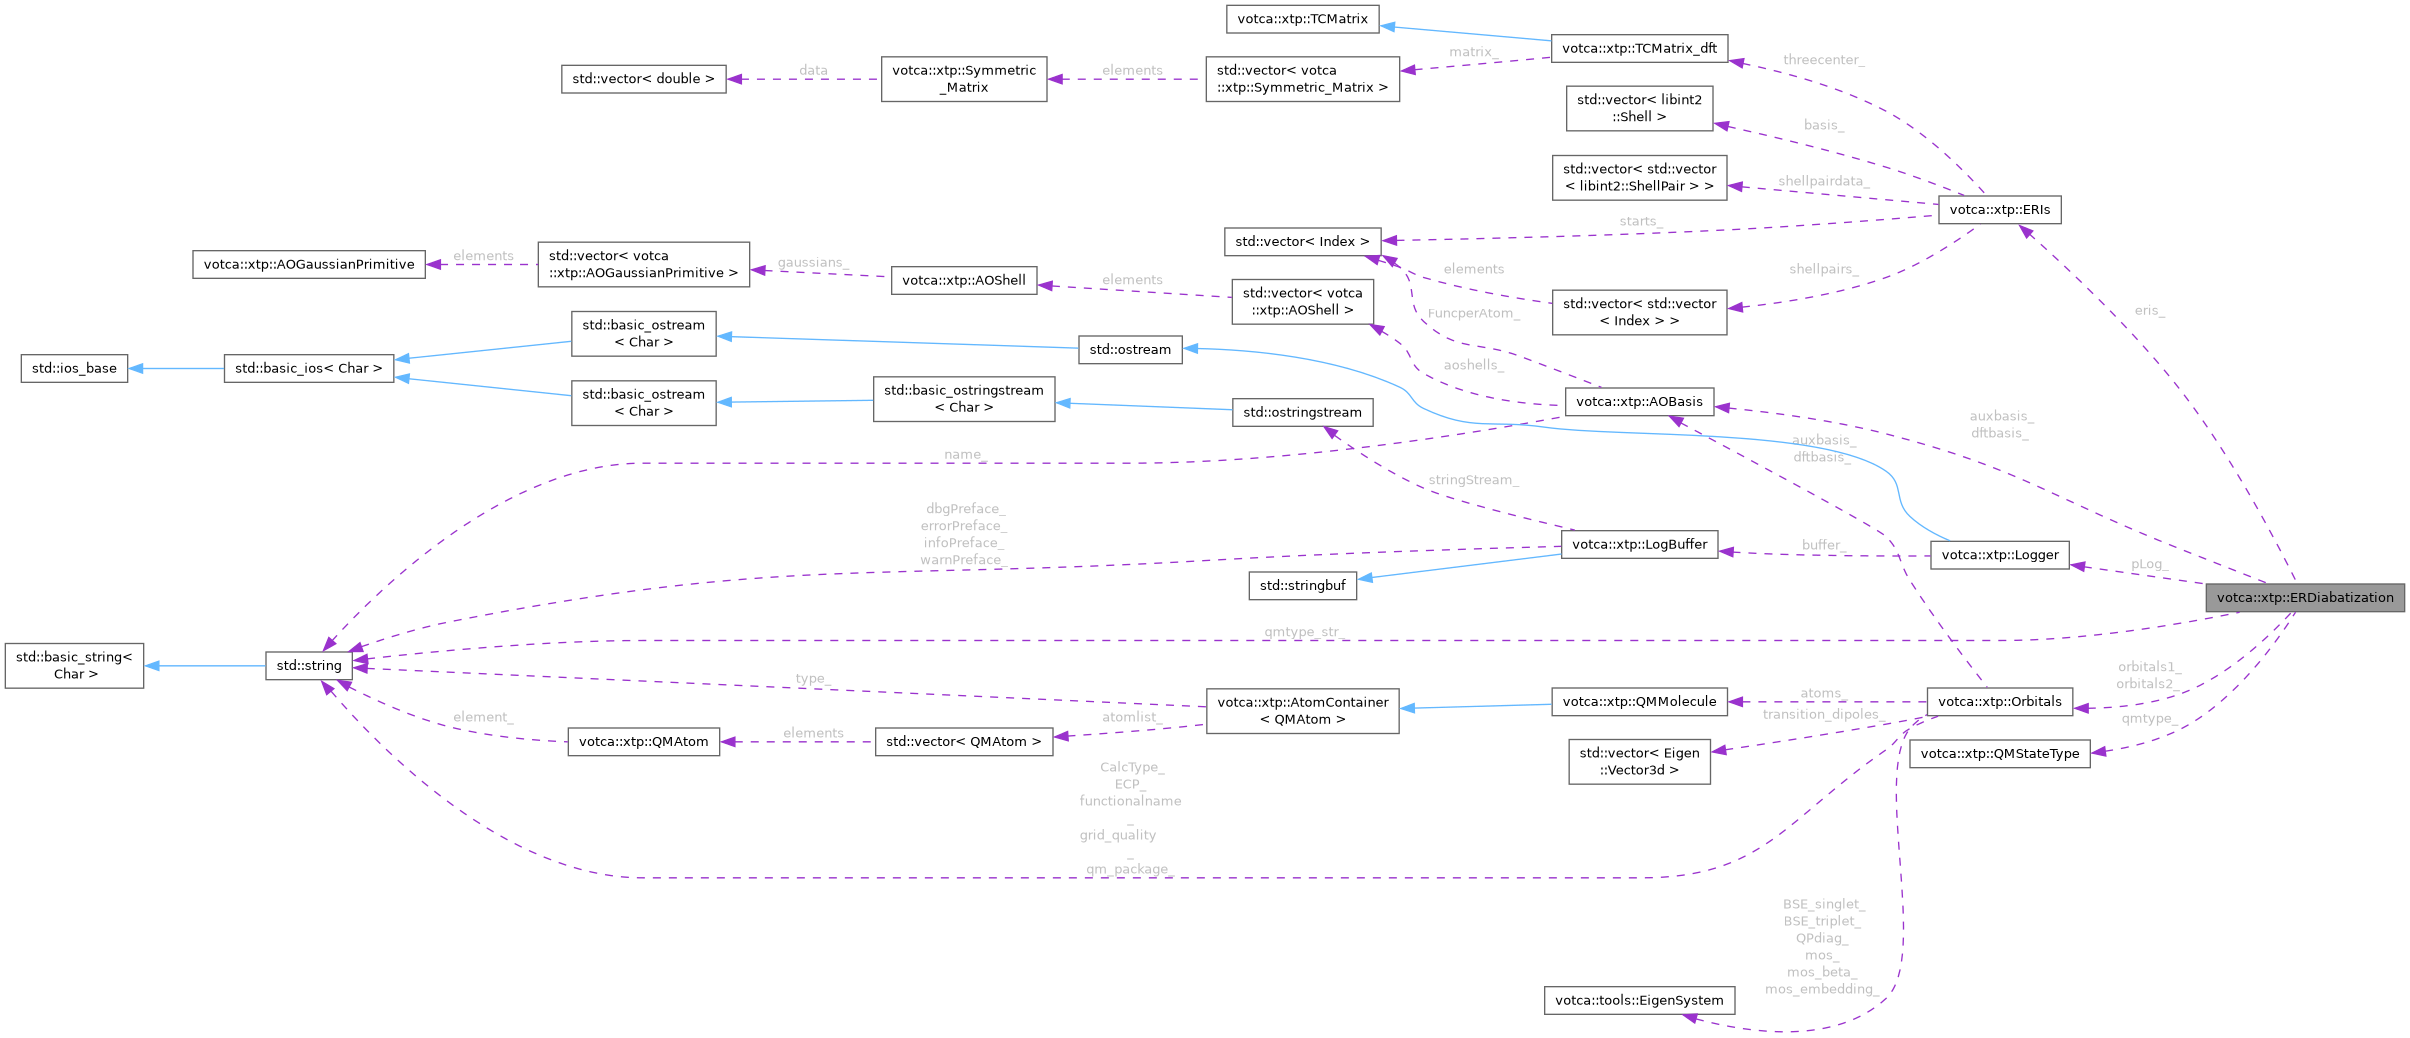 votca::xtp::TCMatrix
votca::xtp::TCMatrix_dft
matrix_
threecenter_
std::vector< double >
data
votca::xtp::Symmetric
_Matrix
elements
std::vector< votca
::xtp::Symmetric_Matrix >
std::vector< libint2
::Shell >
basis_
std::vector< std::vector
< libint2::ShellPair > >
shellpairdata_
votca::xtp::ERIs
starts_
std::vector< Index >
votca::xtp::AOGaussianPrimitive
elements
std::vector< votca
::xtp::AOGaussianPrimitive >
gaussians_
votca::xtp::AOShell
elements
std::vector< votca
::xtp::AOShell >
elements
shellpairs_
std::vector< std::vector
< Index > >
FuncperAtom_
eris_
std::basic_ostream
< Char >
std::ostream
std::ios_base
std::basic_ios< Char >
aoshells_
std::basic_ostream
< Char >
std::basic_ostringstream
< Char >
std::ostringstream
votca::xtp::AOBasis
auxbasis_
dftbasis_
auxbasis_
dftbasis_
name_
stringStream_
dbgPreface_
errorPreface_
infoPreface_
warnPreface_
votca::xtp::LogBuffer
buffer_
votca::xtp::Logger
pLog_
std::stringbuf
votca::xtp::ERDiabatization
qmtype_str_
std::basic_string<
Char >
std::string
type_
orbitals1_
orbitals2_
votca::xtp::AtomContainer
< QMAtom >
votca::xtp::QMMolecule
atoms_
votca::xtp::Orbitals
transition_dipoles_
qmtype_
element_
votca::xtp::QMAtom
elements
std::vector< QMAtom >
atomlist_
std::vector< Eigen
::Vector3d >
votca::xtp::QMStateType
CalcType_
ECP_
functionalname
_
grid_quality
_
qm_package_
BSE_singlet_
BSE_triplet_
QPdiag_
mos_
mos_beta_
mos_embedding_
votca::tools::EigenSystem